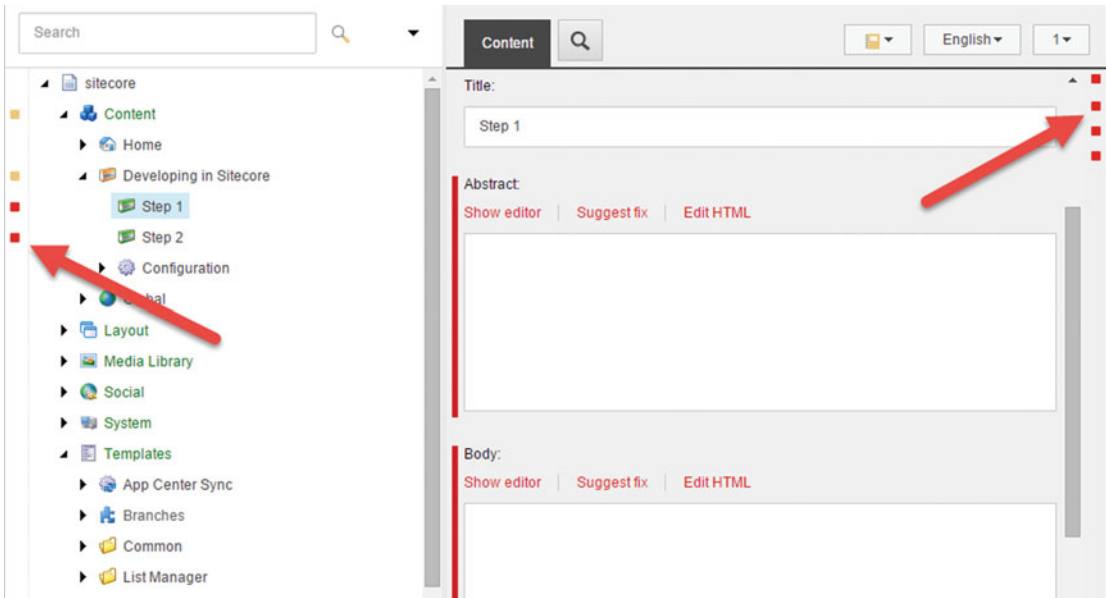 Search
sitecore
Content
Home
Developing in Sitecore
Step 1
Step 2
Configuration
Layout
Media Library
Social
System
Templates
App Center Sync
Branches
Common
List Manager
Content
English
1
Title:
Step 1
Abstract:
Show editor Suggest fix Edit HTML
Body:
Show editor Suggest fix Edit HTML